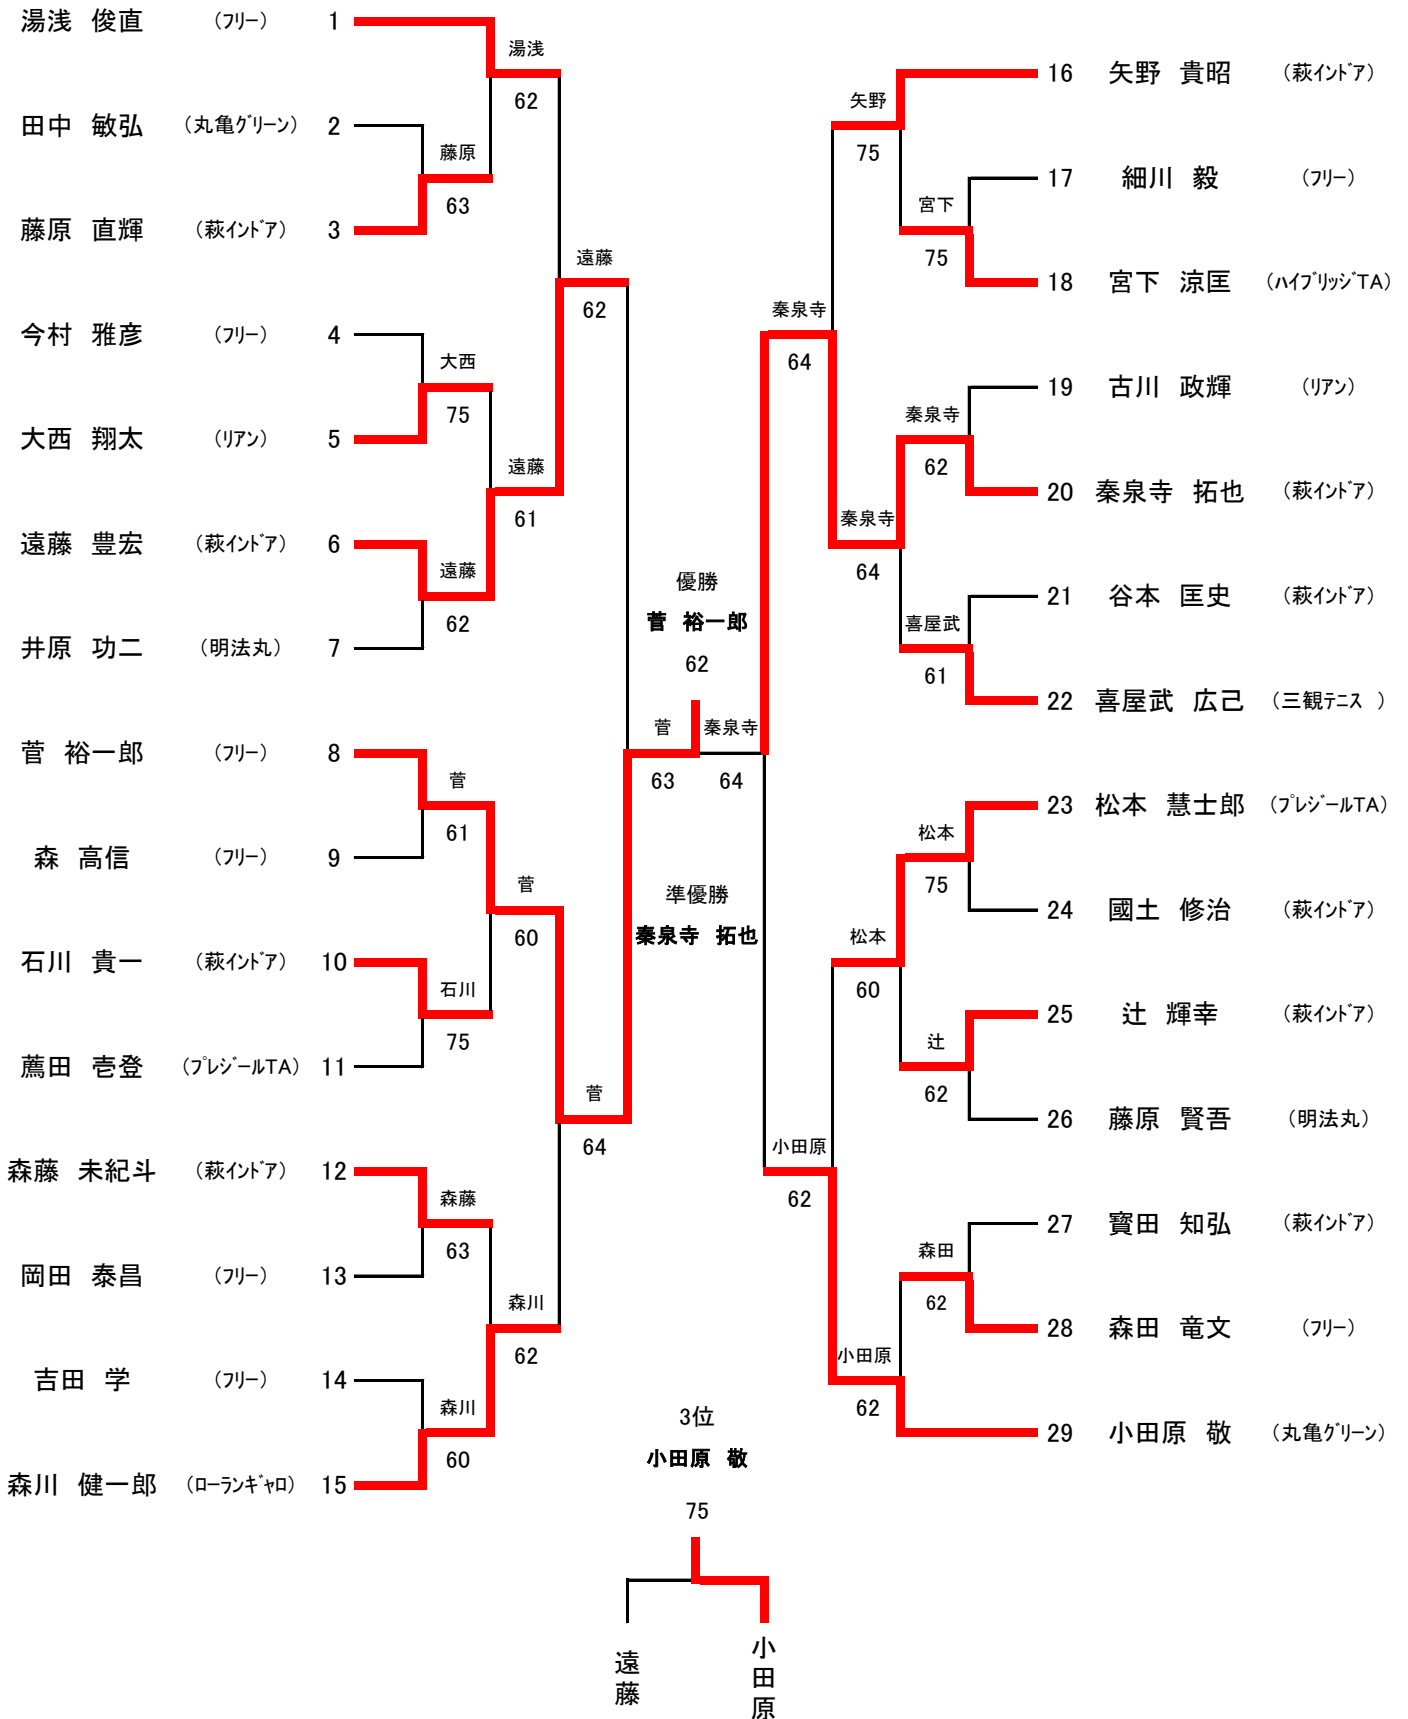 湯浅 俊直 (フリー) 1
田中 敏弘 (丸亀グリーン) 2
藤原 直輝 (萩インドア) 3
今村 雅彦 (フリー) 4
大西 翔太 (リアン) 5
遠藤 豊宏 (萩インドア) 6
井原 功二 (明法丸) 7
菅 裕一郎 (フリー) 8
森 高信 (フリー) 9
石川 貴一 (萩インドア) 10
薦田 壱登 (プレジールTA) 11
森藤 未紀斗 (萩インドア) 12
岡田 泰昌 (フリー) 13
吉田 学 (フリー) 14
森川 健一郎 (ローランギャロ) 15
藤原
63
大西
75
遠藤
62
菅
61
石川
75
森藤
63
森川
60
湯浅
62
遠藤
61
菅
60
森川
62
遠藤
62
菅
64
菅
63
優勝
菅 裕一郎
62
準優勝
秦泉寺 拓也
秦泉寺
64
秦泉寺
64
小田原
62
矢野
75
秦泉寺
64
松本
60
小田原
62
宮下
75
秦泉寺
62
喜屋武
61
松本
75
辻
62
森田
62
16 矢野 貴昭 (萩インドア)
17 細川 毅 (フリー)
18 宮下 涼匡 (ハイブリッジTA)
19 古川 政輝 (リアン)
20 秦泉寺 拓也 (萩インドア)
21 谷本 匡史 (萩インドア)
22 喜屋武 広己 (三観テニス )
23 松本 慧士郎 (プレジールTA)
24 國土 修治 (萩インドア)
25 辻 輝幸 (萩インドア)
26 藤原 賢吾 (明法丸)
27 寳田 知弘 (萩インドア)
28 森田 竜文 (フリー)
29 小田原 敬 (丸亀グリーン)
3位
小田原 敬
75
遠藤
小田原